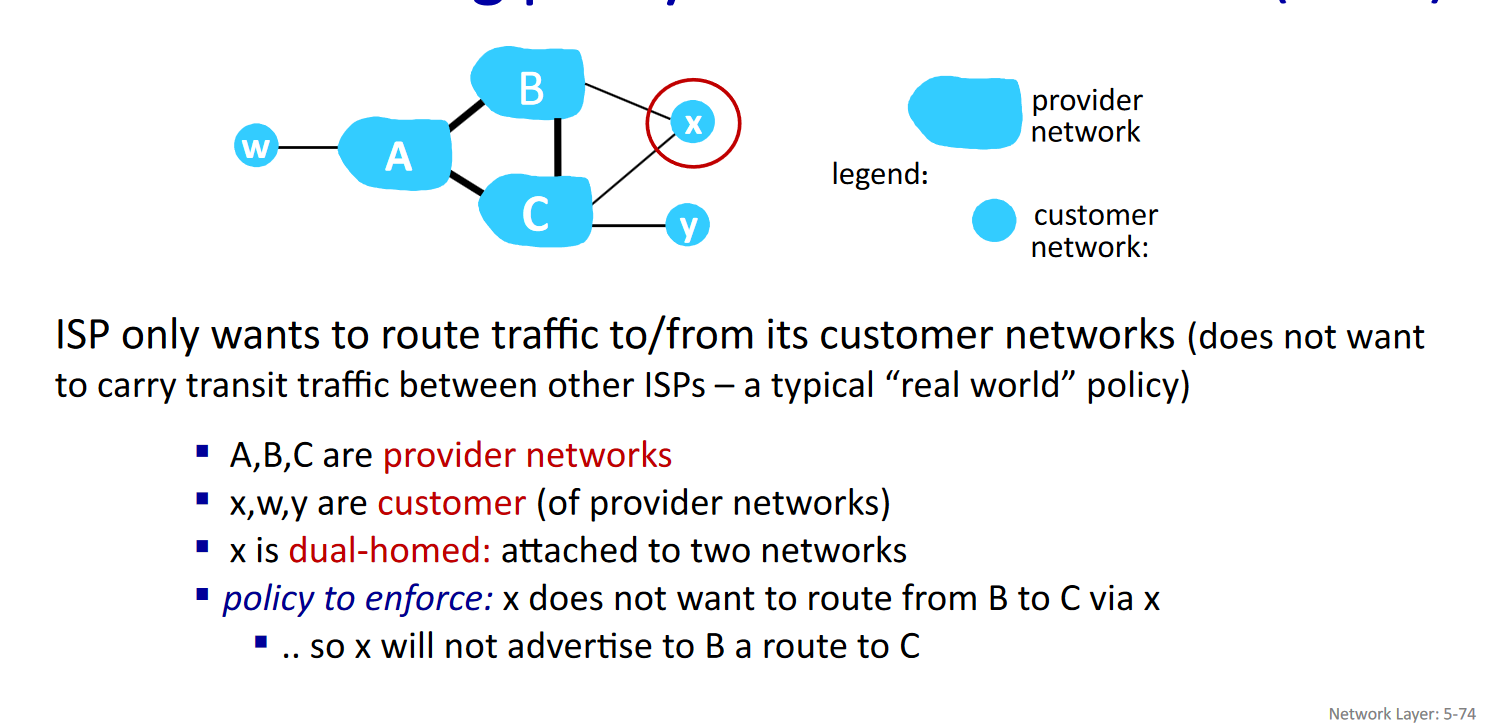 B
x
provider
network
w
A
legend:
C
y
customer
network:
ISP only wants to route traffic to/from its customer networks (does not want
to carry transit traffic between other ISPs – a typical “real world” policy)
▪ A,B,C are provider networks
▪ x,w,y are customer (of provider networks)
▪ x is dual-homed: attached to two networks
▪ policy to enforce: x does not want to route from B to C via x
▪ .. so x will not advertise to B a route to C
Network Layer: 5-74